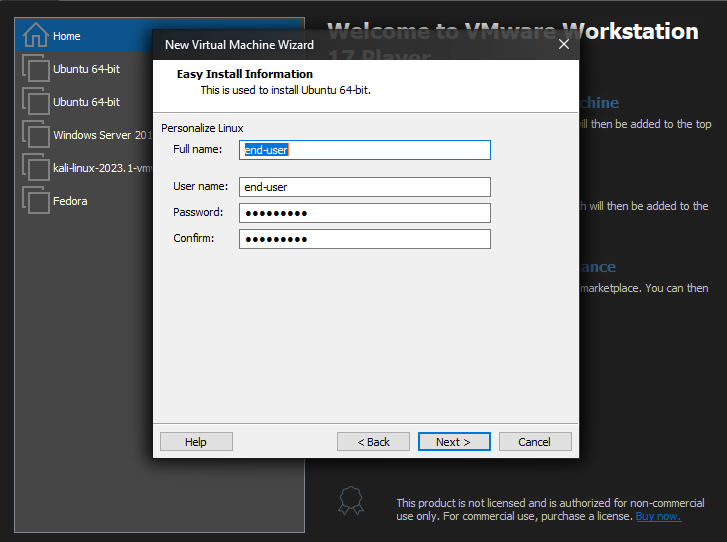 Home
Ubuntu 64-bit
Ubuntu 64-bit
Windows Server 201
kali-linux-2023.1-vmw
Fedora
Welcome to VMware Workstation
17 Player
New Virtual Machine Wizard
Easy Install Information
This is used to install Ubuntu 64-bit.
Personalize Linux
Full name: end-user
User name: end-user
Password: ●●●●●●●●●
Confirm: ●●●●●●●●●
Help
< Back
Next >
Cancel
chine
ill then be added to the top
h will then be added to the
ance
marketplace. You can then
This product is not licensed and is authorized for non-commercial
use only. For commercial use, purchase a license. Buy now.